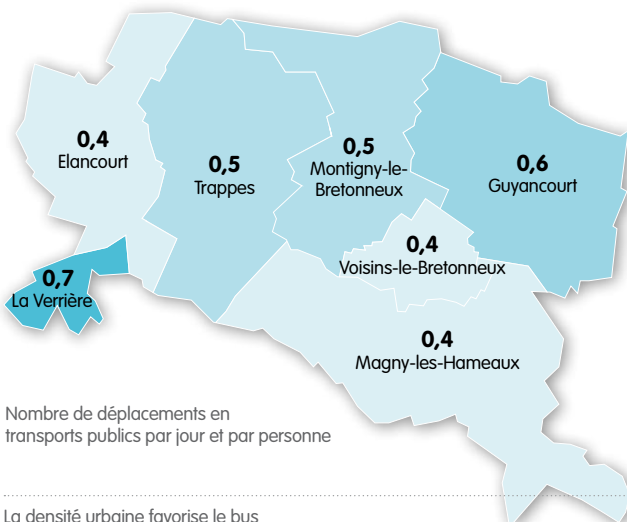 0,4
Elancourt
0,5
Trappes
0,5
Montigny-le-
Bretonneux
0,6
Guyancourt
0,4
Voisins-le-Bretonneux
0,7
La Verrière
0,4
Magny-les-Hameaux
Nombre de déplacements en
transports publics par jour et par personne
La densité urbaine favorise le bus